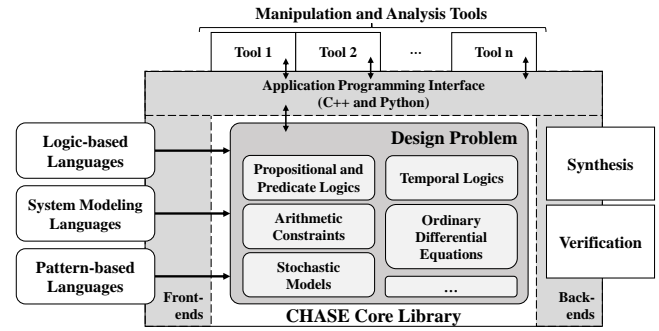 Manipulation and Analysis Tools
Tool 1
Tool 2
...
Tool n
Application Programming Interface
(C++ and Python)
Logic-based
Languages
System Modeling
Languages
Pattern-based
Languages
Front-
ends
Design Problem
Propositional and
Predicate Logics
Temporal Logics
Arithmetic
Constraints
Ordinary
Differential
Equations
Stochastic
Models
...
CHASE Core Library
Synthesis
Verification
Back-
ends